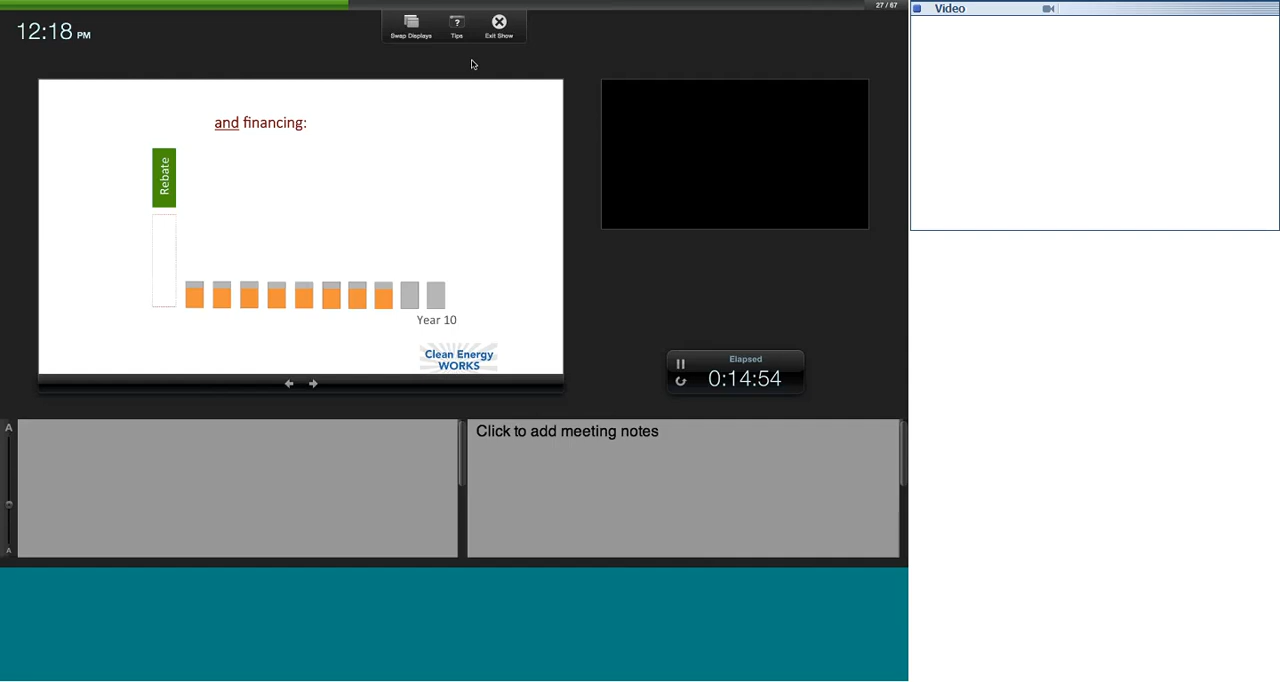 27 / 67
Video
12:18 PM
Swap Displays
Tips
Exit Show
?
and financing:
Rebate
Year 10
Clean Energy
WORKS
Elapsed
0:14:54
A
Click to add meeting notes
A